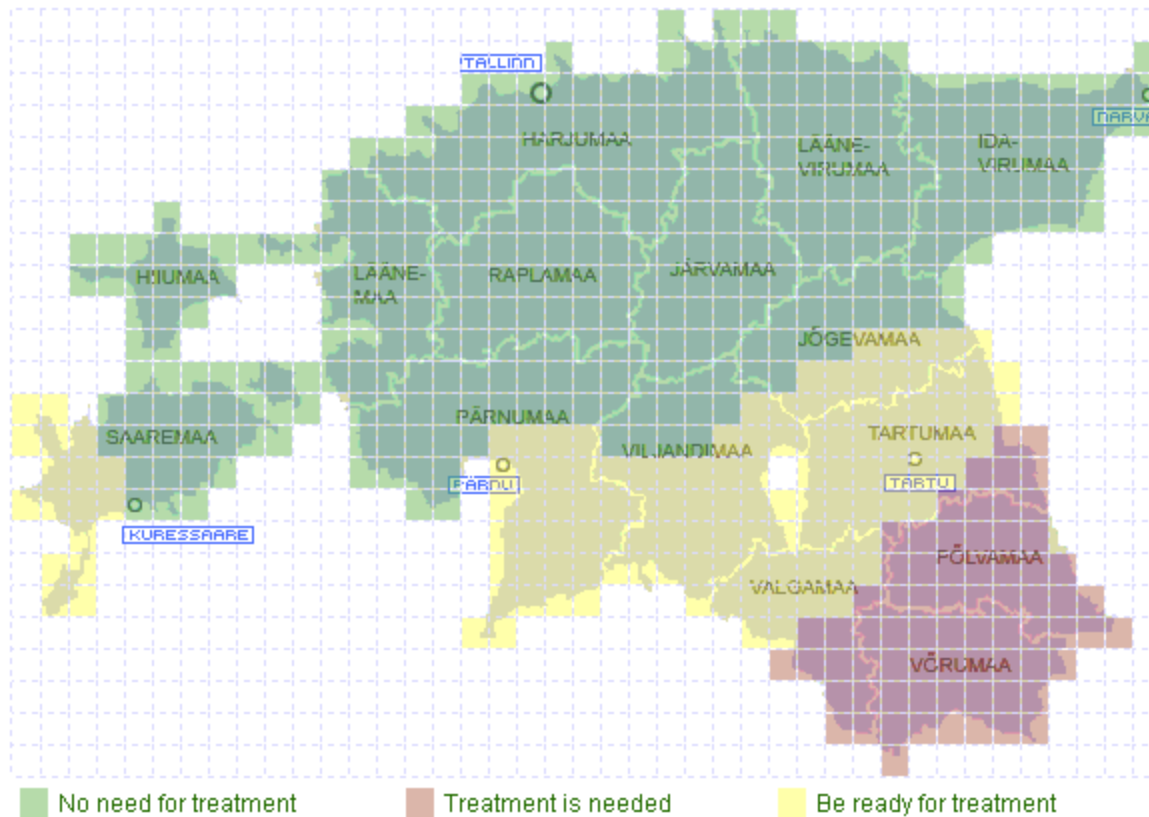 TALLINN
NARVA
HARJUMAA
LÄÄNE-
VIRUMAA
IDA-
VIRUMAA
HIIUMAA
LÄÄNE-
MAA
RAPLAMAA
JÄRVAMAA
JÕGEVAMAA
SAAREMAA
PÄRNUMAA
VILJANDIMAA
TARTUMAA
PÄRNU
TARTU
KURESSAARE
PÕLVAMAA
VALGAMAA
VÕRUMAA
No need for treatment
Treatment is needed
Be ready for treatment